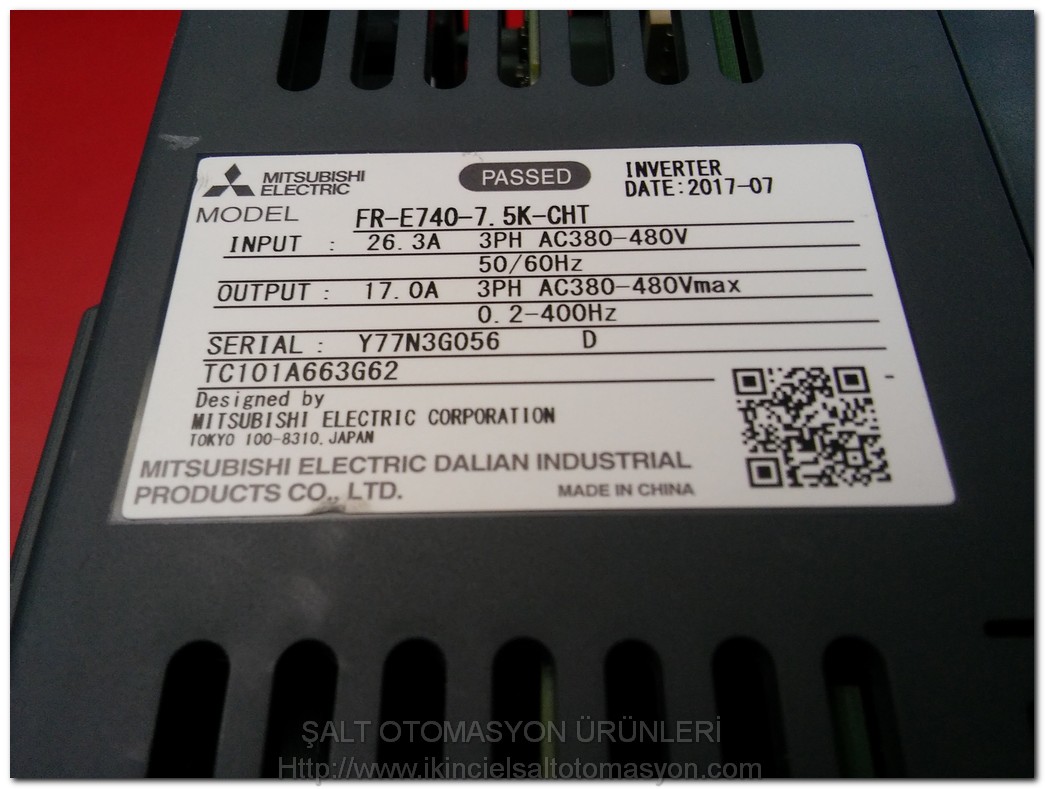 MITSUBISHI
ELECTRIC
PASSED
INVERTER
DATE:2017-07
MODEL FR-E740-7.5K-CHT
INPUT : 26.3A 3PH AC380-480V
50/60Hz
OUTPUT : 17.0A 3PH AC380-480Vmax
0.2-400Hz
SERIAL : Y77N3G056 D
TC101A663G62
Designed by
MITSUBISHI ELECTRIC CORPORATION
TOKYO 100-8310, JAPAN
MITSUBISHI ELECTRIC DALIAN INDUSTRIAL
PRODUCTS CO., LTD.
MADE IN CHINA
ŞALT OTOMASYON ÜRÜNLERİ
Http://www.ikincielsaltotomasyon.com